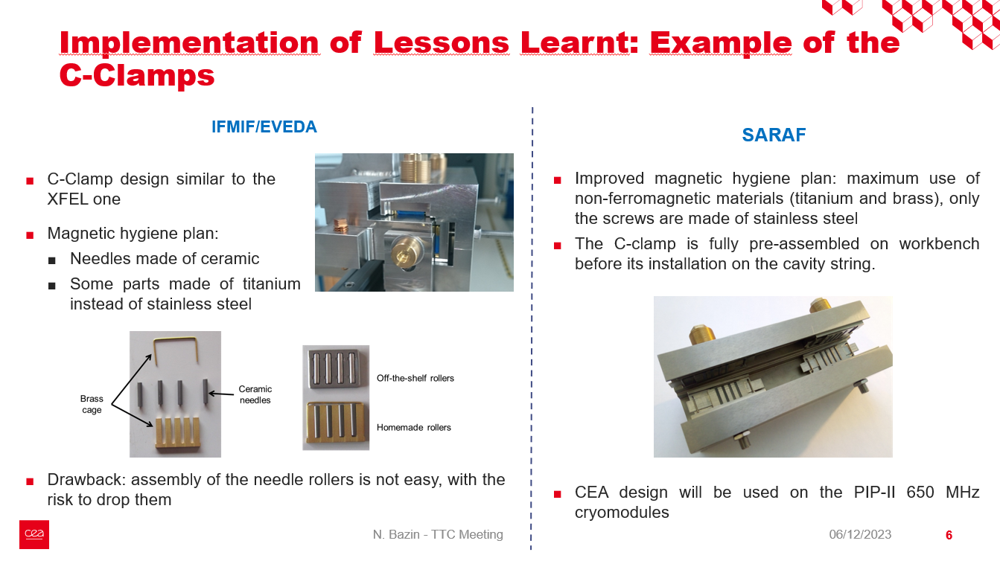 Implementation of Lessons Learnt: Example of the
C-Clamps
IFMIF/EVEDA
C-Clamp design similar to the
XFEL one
Magnetic hygiene plan:
Needles made of ceramic
Some parts made of titanium
instead of stainless steel
Brass
cage
Ceramic
needles
Off-the-shelf rollers
Homemade rollers
Drawback: assembly of the needle rollers is not easy, with the
risk to drop them
SARAF
Improved magnetic hygiene plan: maximum use of
non-ferromagnetic materials (titanium and brass), only
the screws are made of stainless steel
The C-clamp is fully pre-assembled on workbench
before its installation on the cavity string.
CEA design will be used on the PIP-II 650 MHz
cryomodules
cea
N. Bazin - TTC Meeting
06/12/2023
6